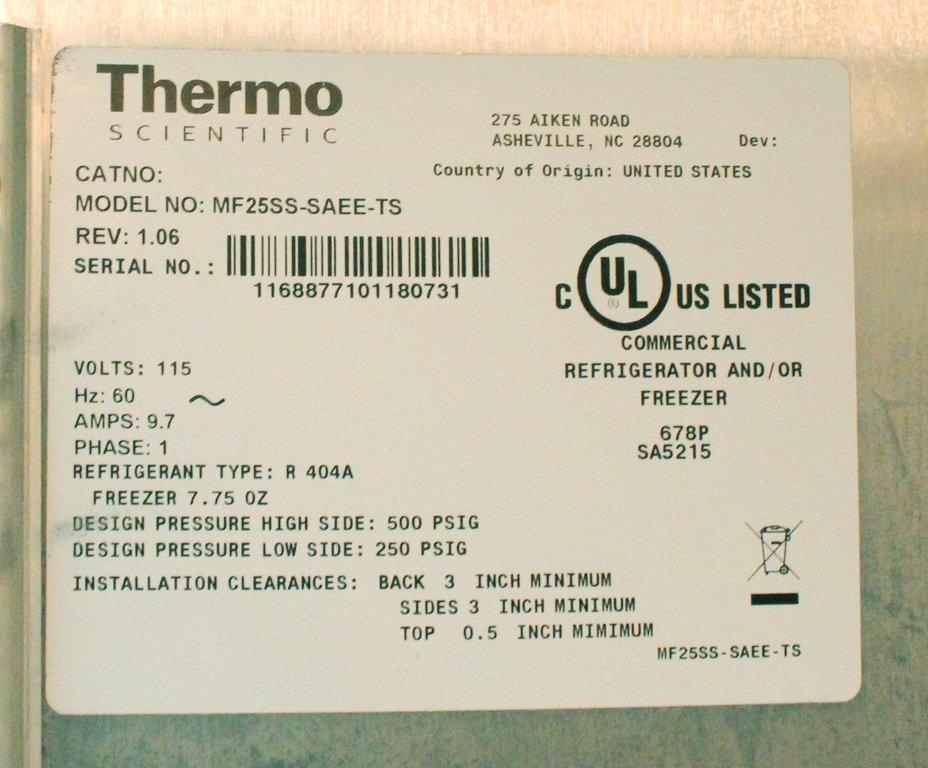 Thermo
SCIENTIFIC
275 AIKEN ROAD
ASHEVILLE, NC 28804 Dev:
Country of Origin: UNITED STATES
CATNO:
MODEL NO: MF25SS-SAEE-TS
REV: 1.06
SERIAL NO.:
1168877101180731
C UL (R) US LISTED
COMMERCIAL
REFRIGERATOR AND/OR
FREEZER
678P
SA5215
VOLTS: 115
Hz: 60 ~
AMPS: 9.7
PHASE: 1
REFRIGERANT TYPE: R 404A
FREEZER 7.75 OZ
DESIGN PRESSURE HIGH SIDE: 500 PSIG
DESIGN PRESSURE LOW SIDE: 250 PSIG
INSTALLATION CLEARANCES: BACK 3 INCH MINIMUM
SIDES 3 INCH MINIMUM
TOP 0.5 INCH MIMIMUM
MF25SS-SAEE-TS